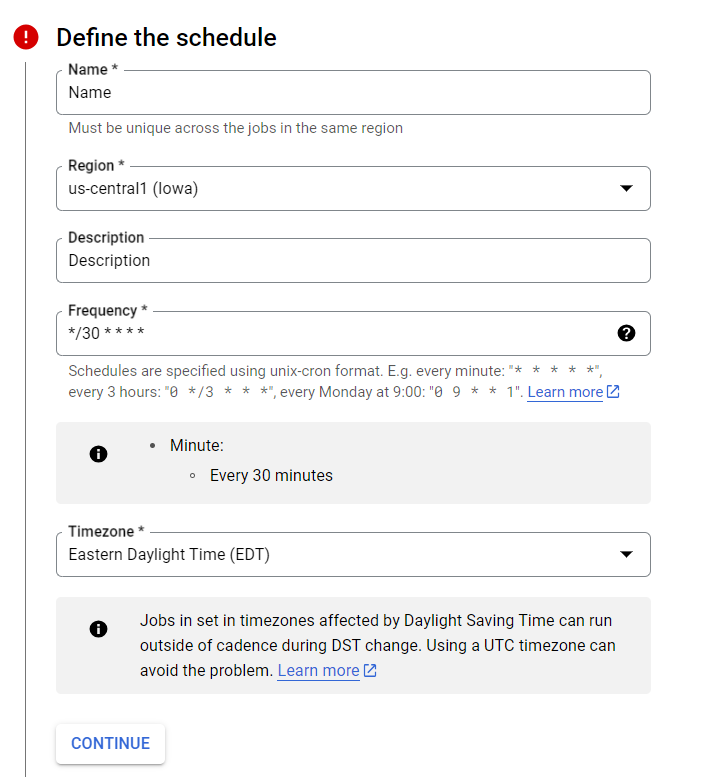 Define the schedule
Name *
Name
Must be unique across the jobs in the same region
Region *
us-central1 (Iowa)
Description
Description
Frequency *
*/30 * * * *
Schedules are specified using unix-cron format. E.g. every minute: "* * * * *",
every 3 hours: "0 */3 * * *", every Monday at 9:00: "0 9 * * 1". Learn more
Minute:
Every 30 minutes
Timezone *
Eastern Daylight Time (EDT)
Jobs in set in timezones affected by Daylight Saving Time can run
outside of cadence during DST change. Using a UTC timezone can
avoid the problem. Learn more
CONTINUE